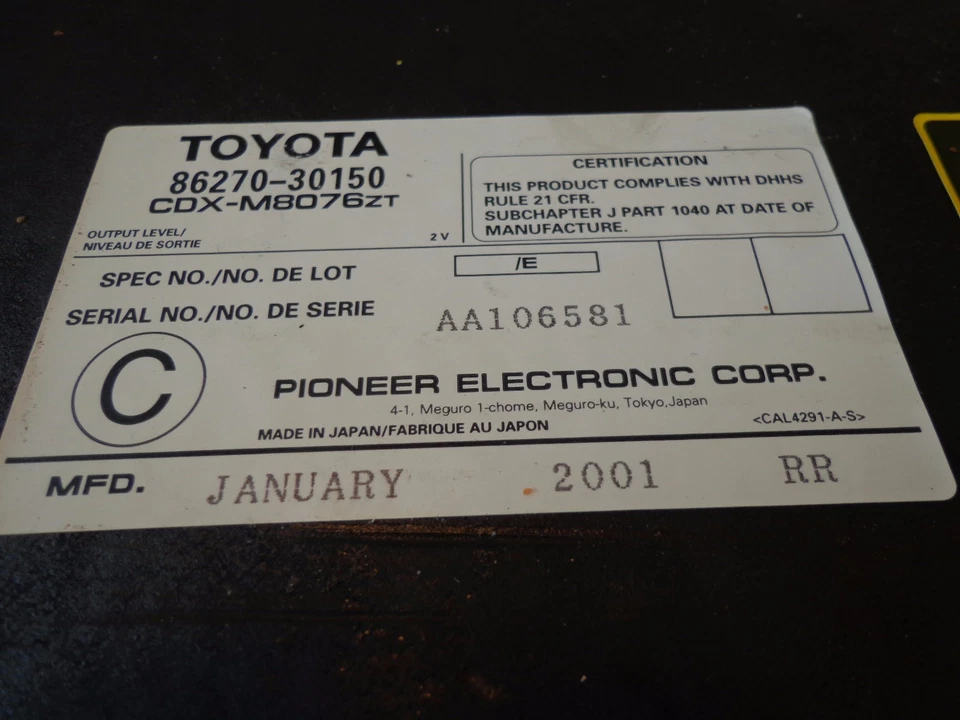 TOYOTA
86270-30150
CDX-M8076ZT
OUTPUT LEVEL/
NIVEAU DE SORTIE
2 V
CERTIFICATION
THIS PRODUCT COMPLIES WITH DHHS
RULE 21 CFR.
SUBCHAPTER J PART 1040 AT DATE OF
MANUFACTURE.
SPEC NO./NO. DE LOT
/E
SERIAL NO./NO. DE SERIE
AA106581
C
PIONEER ELECTRONIC CORP.
4-1, Meguro 1-chome, Meguro-ku, Tokyo,Japan
MADE IN JAPAN/FABRIQUE AU JAPON
<CAL4291-A-S>
MFD. JANUARY 2001 RR